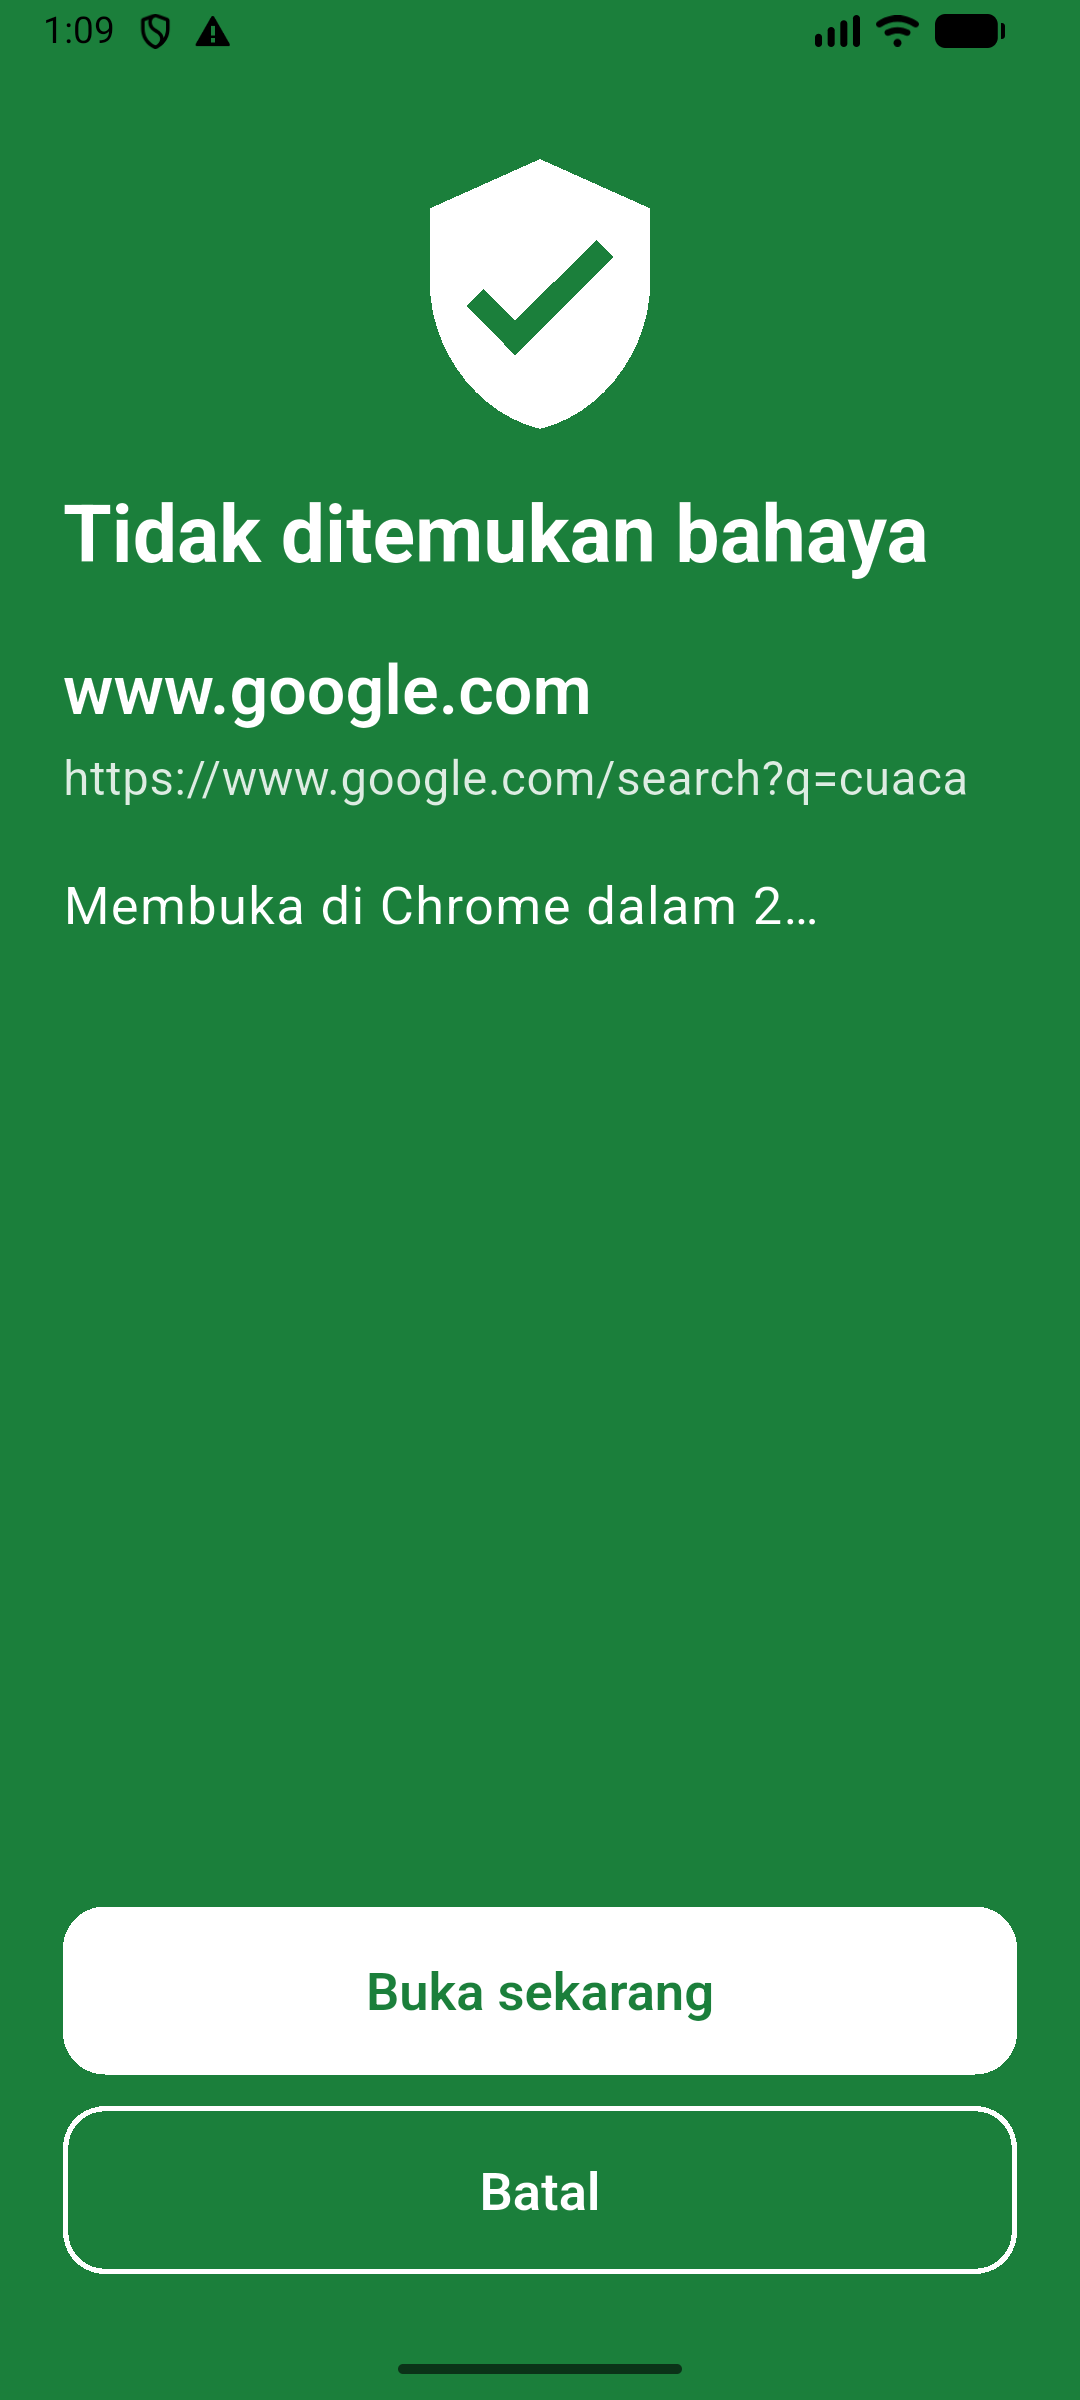 1:09
Tidak ditemukan bahaya
www.google.com
https://www.google.com/search?q=cuaca
Membuka di Chrome dalam 2…
Buka sekarang
Batal